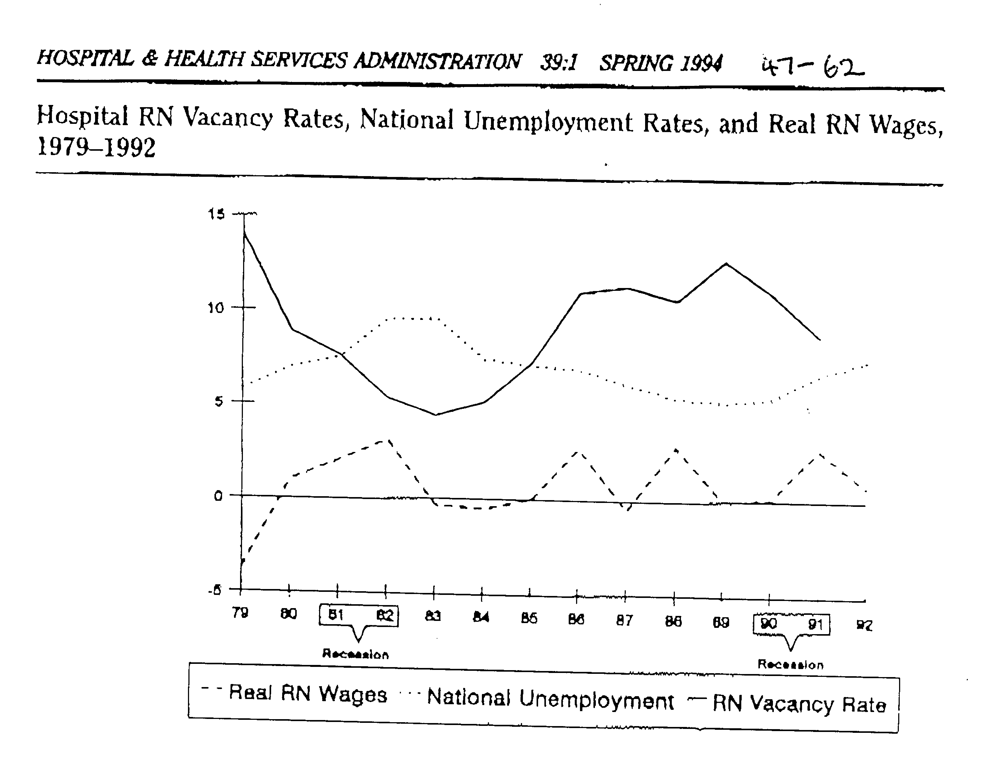 HOSPITAL & HEALTH SERVICES ADMINISTRATION 39:1 SPRING 1994 47-62
Hospital RN Vacancy Rates, National Unemployment Rates, and Real RN Wages,
1979–1992
15
10
5
0
-5
79 80 81 82 83 84 85 86 87 88 89 90 91 92
Recession Recession
Real RN Wages National Unemployment RN Vacancy Rate